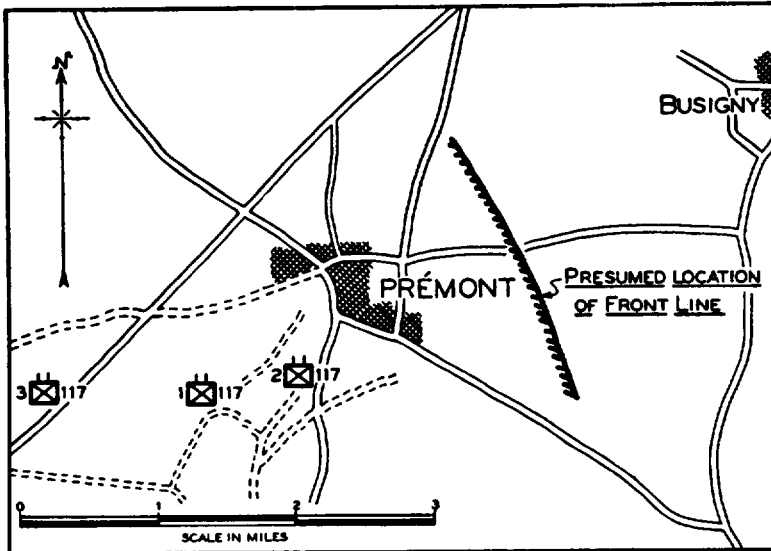 N
BUSIGNY
PRÉMONT
PRESUMED LOCATION
OF FRONT LINE
3 117
1 117
2 117
0 1 2 3
SCALE IN MILES